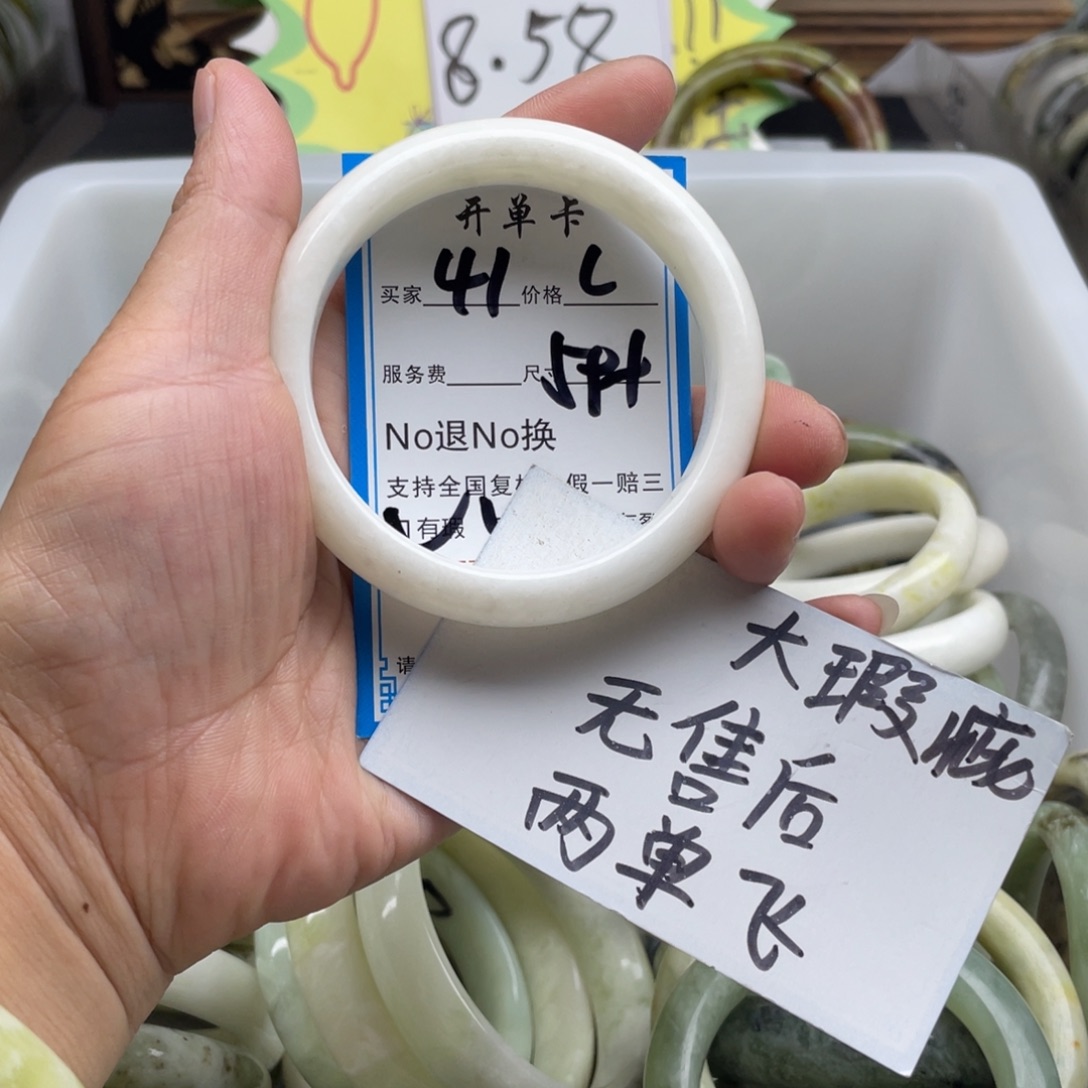 8.58
开单卡
买家 41 价格 L
服务费 尺寸
No退No换
支持全国复 假一赔三
有瑕
请
大瑕疵
无售后
两单飞